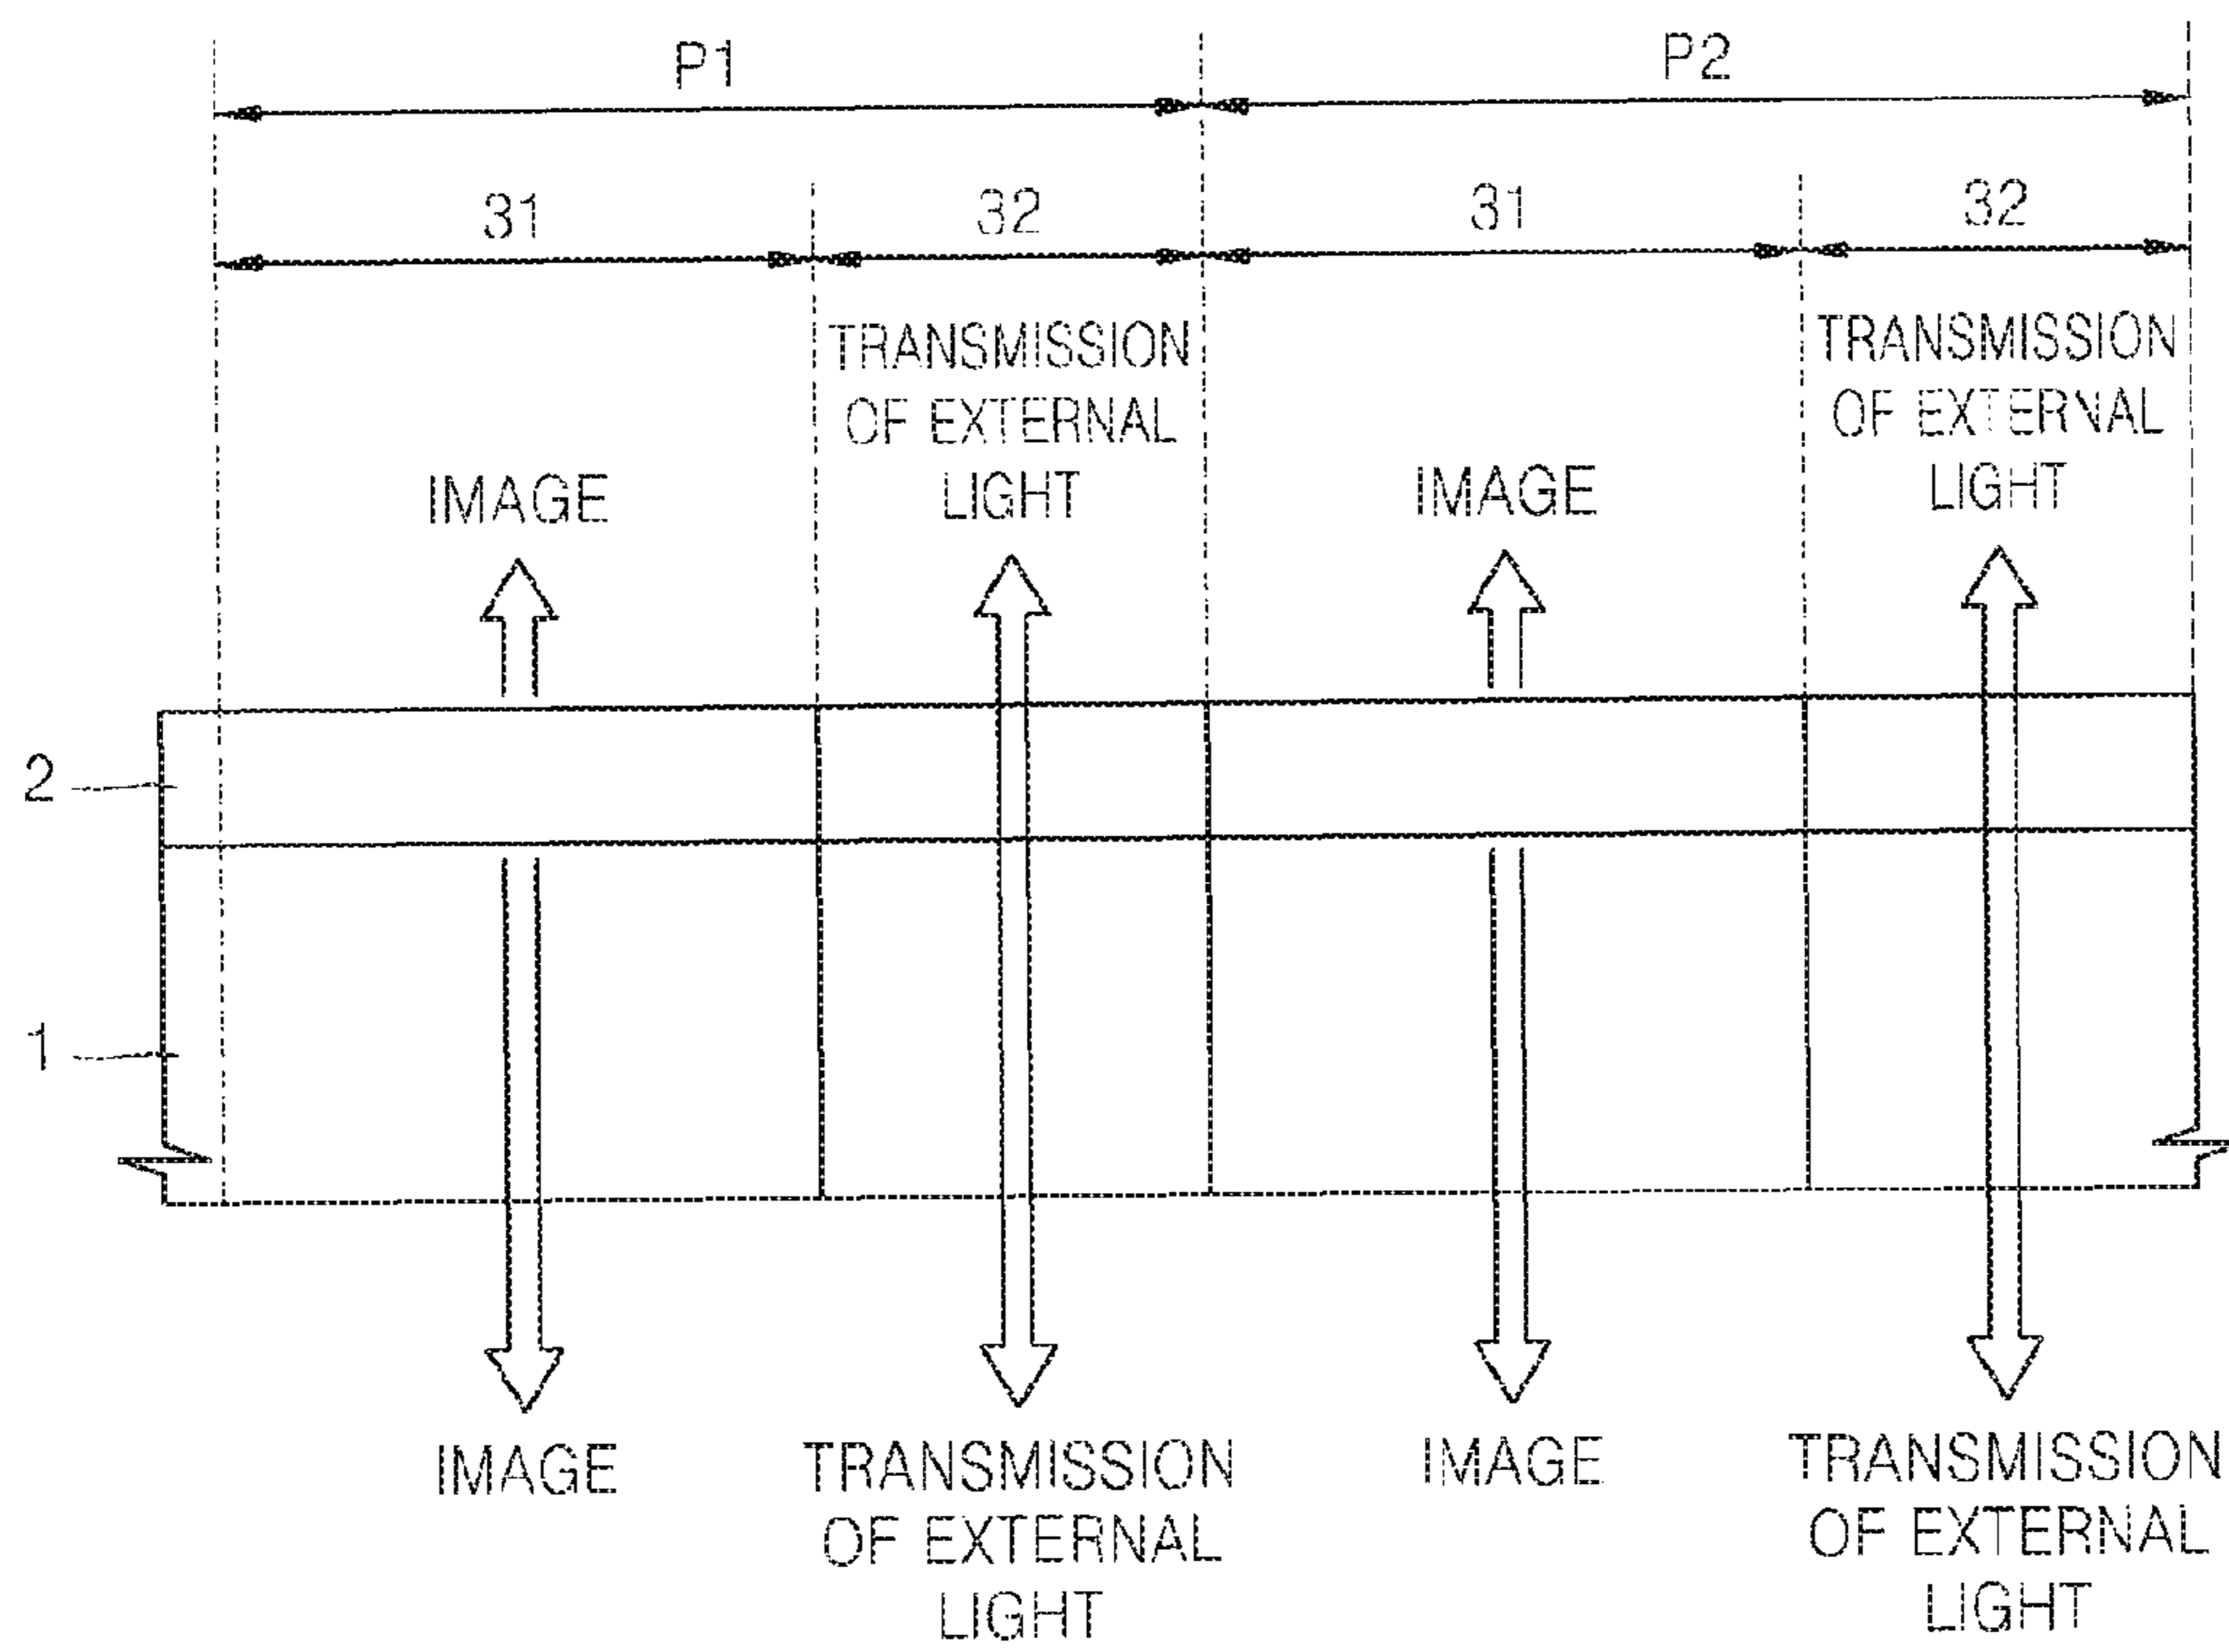 P1
P2
31
32
31
32
TRANSMISSION
OF EXTERNAL
LIGHT
TRANSMISSION
OF EXTERNAL
LIGHT
IMAGE
IMAGE
2
1
IMAGE
TRANSMISSION
OF EXTERNAL
LIGHT
IMAGE
TRANSMISSION
OF EXTERNAL
LIGHT